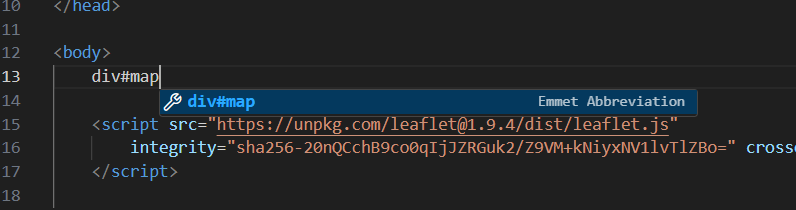 10 </head>
11
12 <body>
13 div#map
div#map Emmet Abbreviation
14
15 <script src="https://unpkg.com/leaflet@1.9.4/dist/leaflet.js"
16 integrity="sha256-20nQCchB9co0qIjJZRGuk2/Z9VM+kNiyxNV1lvTlZBo=" crosse
17 </script>
18